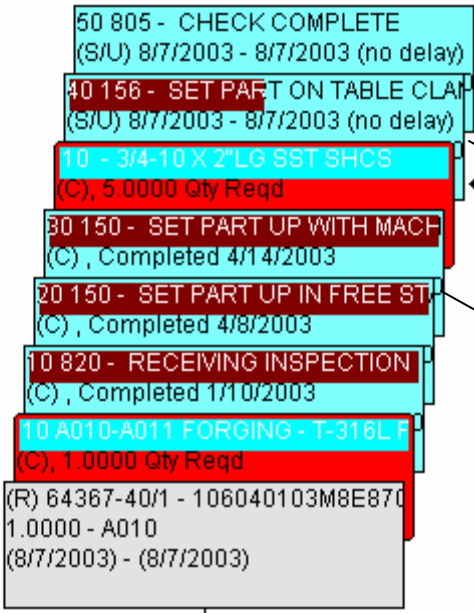 50 805 - CHECK COMPLETE
(S/U) 8/7/2003 - 8/7/2003 (no delay)
40 156 - SET PART ON TABLE CLAM
(S/U) 8/7/2003 - 8/7/2003 (no delay)
10 - 3/4-10 X 2"LG SST SHCS
(C), 5.0000 Qty Reqd
30 150 - SET PART UP WITH MACH
(C) , Completed 4/14/2003
20 150 - SET PART UP IN FREE STA
(C) , Completed 4/8/2003
10 820 - RECEIVING INSPECTION
(C) , Completed 1/10/2003
10 A010-A011 FORGING - T-316L F
(C), 1.0000 Qty Reqd
(R) 64367-40/1 - 106040103M8E870
1.0000 - A010
(8/7/2003) - (8/7/2003)